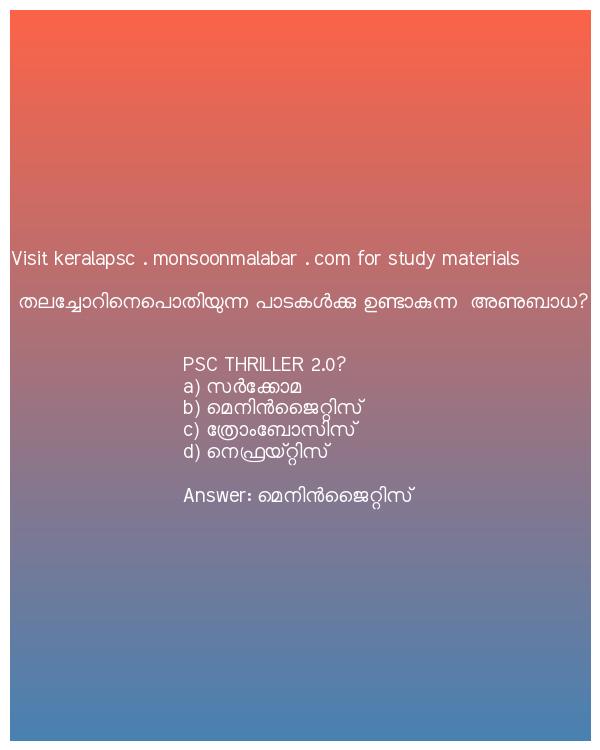 Visit keralapsc . monsoonmalabar . com for study materials
തലച്ചോറിനെപൊതിയുന്ന പാടകൾക്കു ഉണ്ടാകുന്ന അണുബാധ?
PSC THRILLER 2.0?
a) സർക്കോമ
b) മെനിൻജൈറ്റിസ്
c) ത്രോംബോസിസ്
d) നെഫ്രയ്റ്റിസ്
Answer: മെനിൻജൈറ്റിസ്